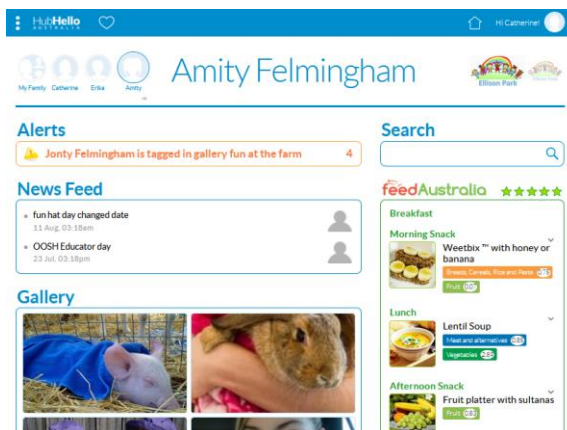 HubHello
AUSTRALIA
Hi Catherine!
My Family Catherine Erika Amity
Amity Felmingham
Ellison Park
Alerts
Jonty Felmingham is tagged in gallery fun at the farm 4
News Feed
fun hat day changed date
11 Aug, 03:18am
OOSH Educator day
23 Jul, 03:18pm
Gallery
Search
feedAustralia
Breakfast
Morning Snack
Weetbix ™ with honey or
banana
Breads, Cereals, Rice and Pasta
Fruit
Lunch
Lentil Soup
Meat and alternatives
Vegetables
Afternoon Snack
Fruit platter with sultanas
Fruit